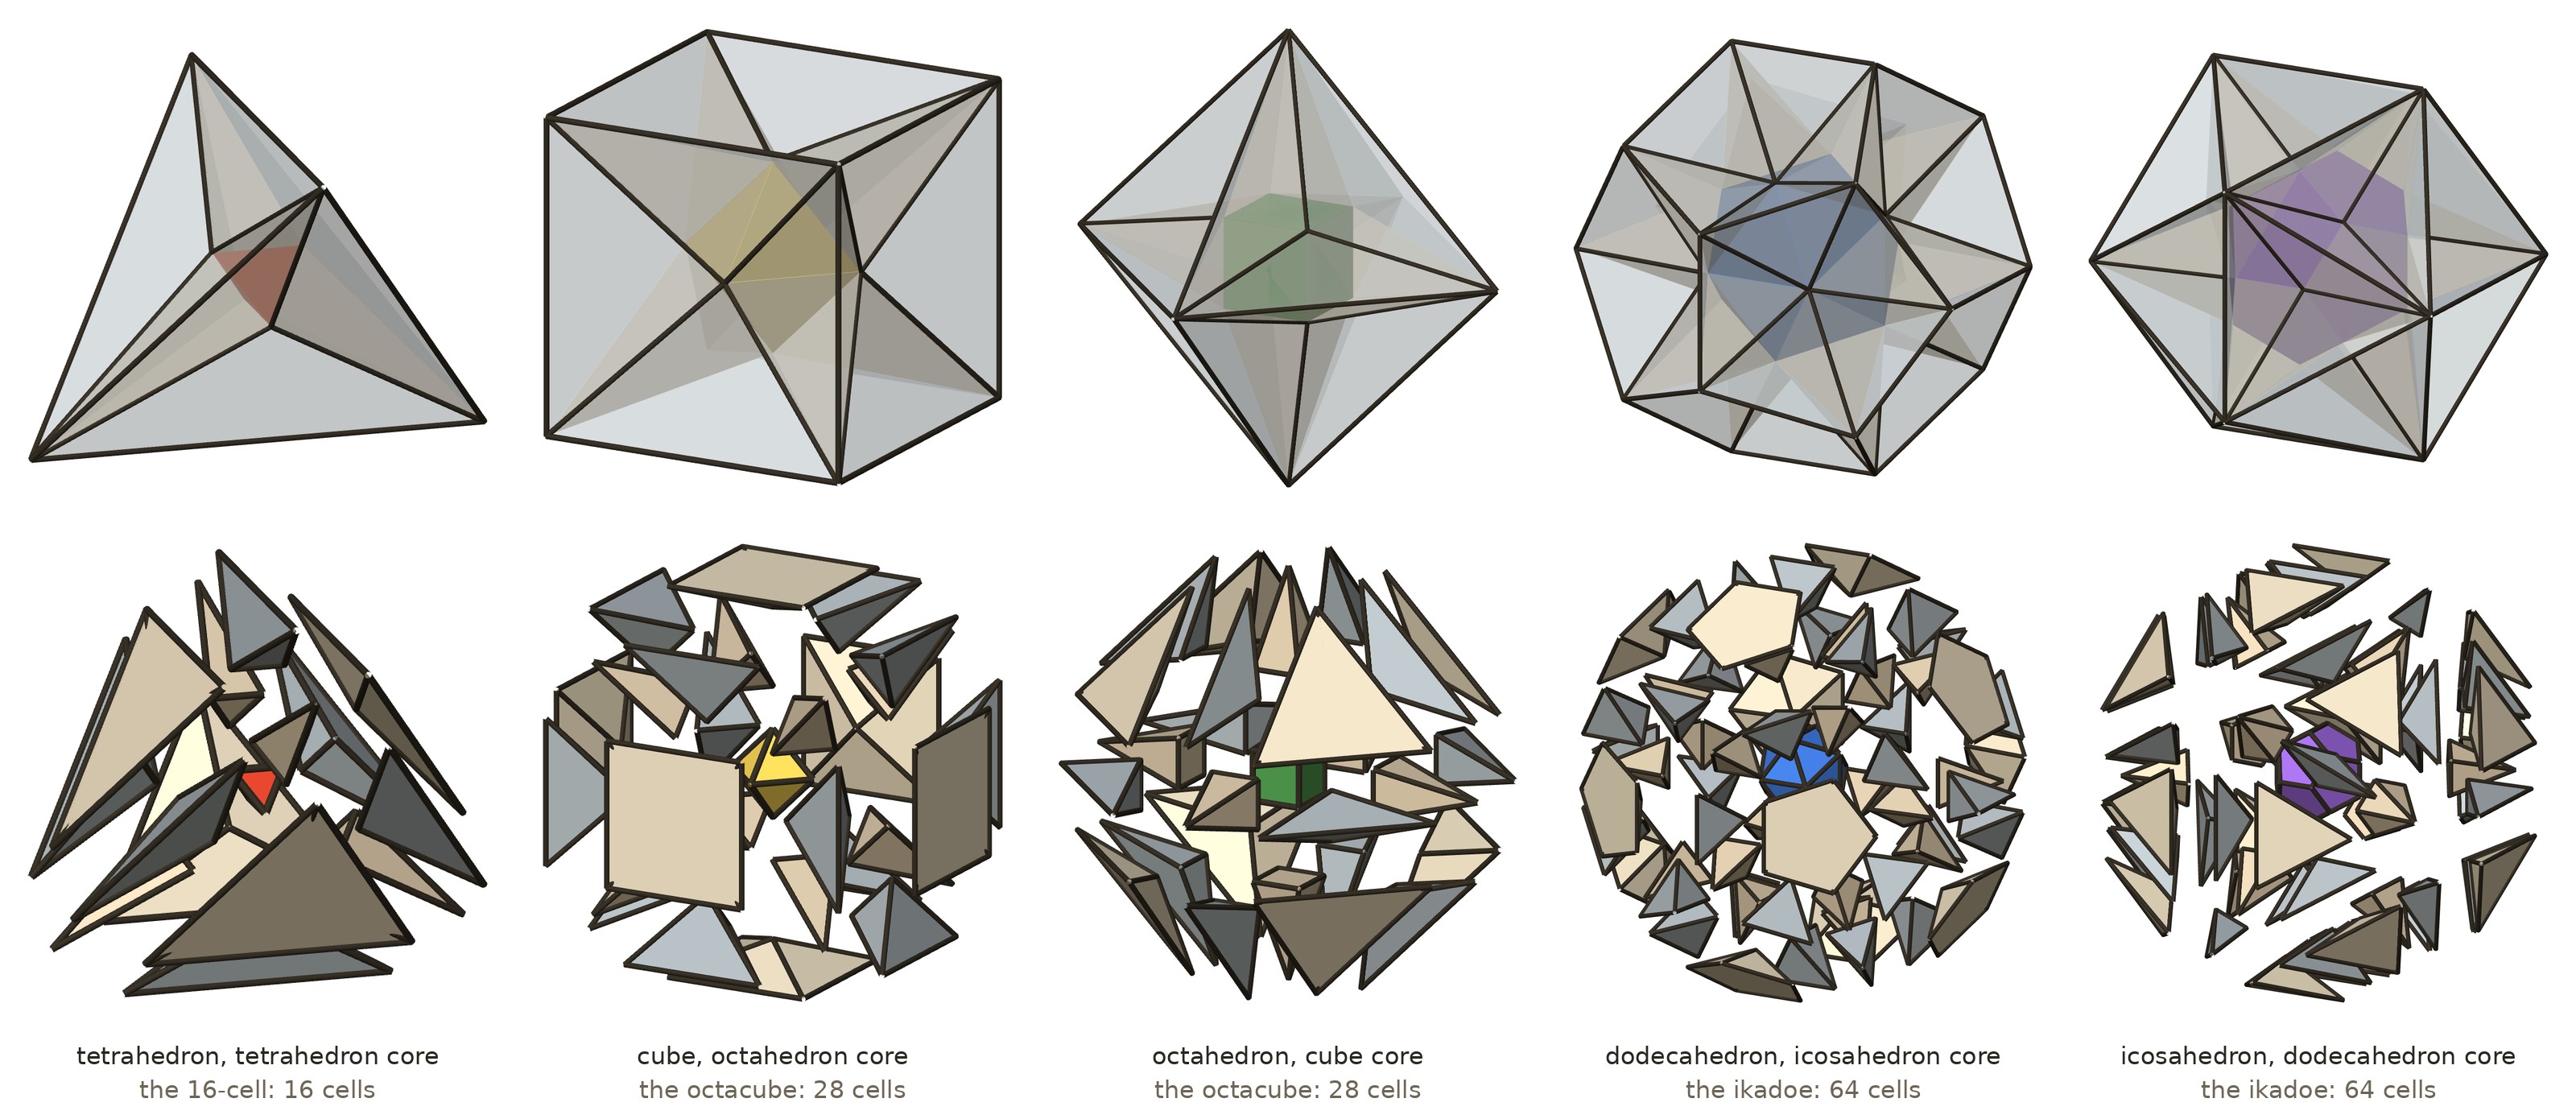 tetrahedron, tetrahedron core
the 16-cell: 16 cells
cube, octahedron core
the octacube: 28 cells
octahedron, cube core
the octacube: 28 cells
dodecahedron, icosahedron core
the ikadoe: 64 cells
icosahedron, dodecahedron core
the ikadoe: 64 cells